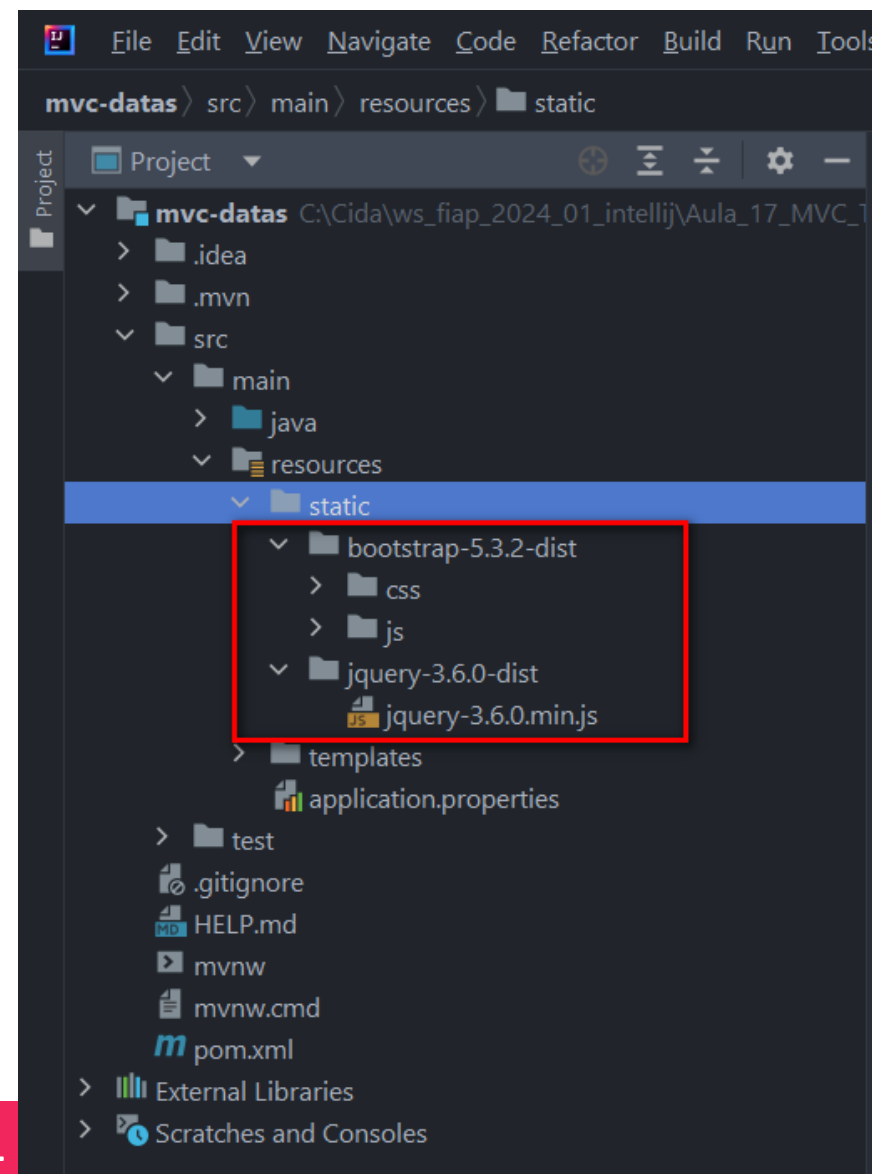 File Edit View Navigate Code Refactor Build Run Tools
mvc-datas src main resources static
Project
Project
mvc-datas C:\Cida\ws_fiap_2024_01_intellij\Aula_17_MVC_
.idea
.mvn
src
main
java
resources
static
bootstrap-5.3.2-dist
css
js
jquery-3.6.0-dist
jquery-3.6.0.min.js
templates
application.properties
test
.gitignore
HELP.md
mvnw
mvnw.cmd
pom.xml
External Libraries
Scratches and Consoles